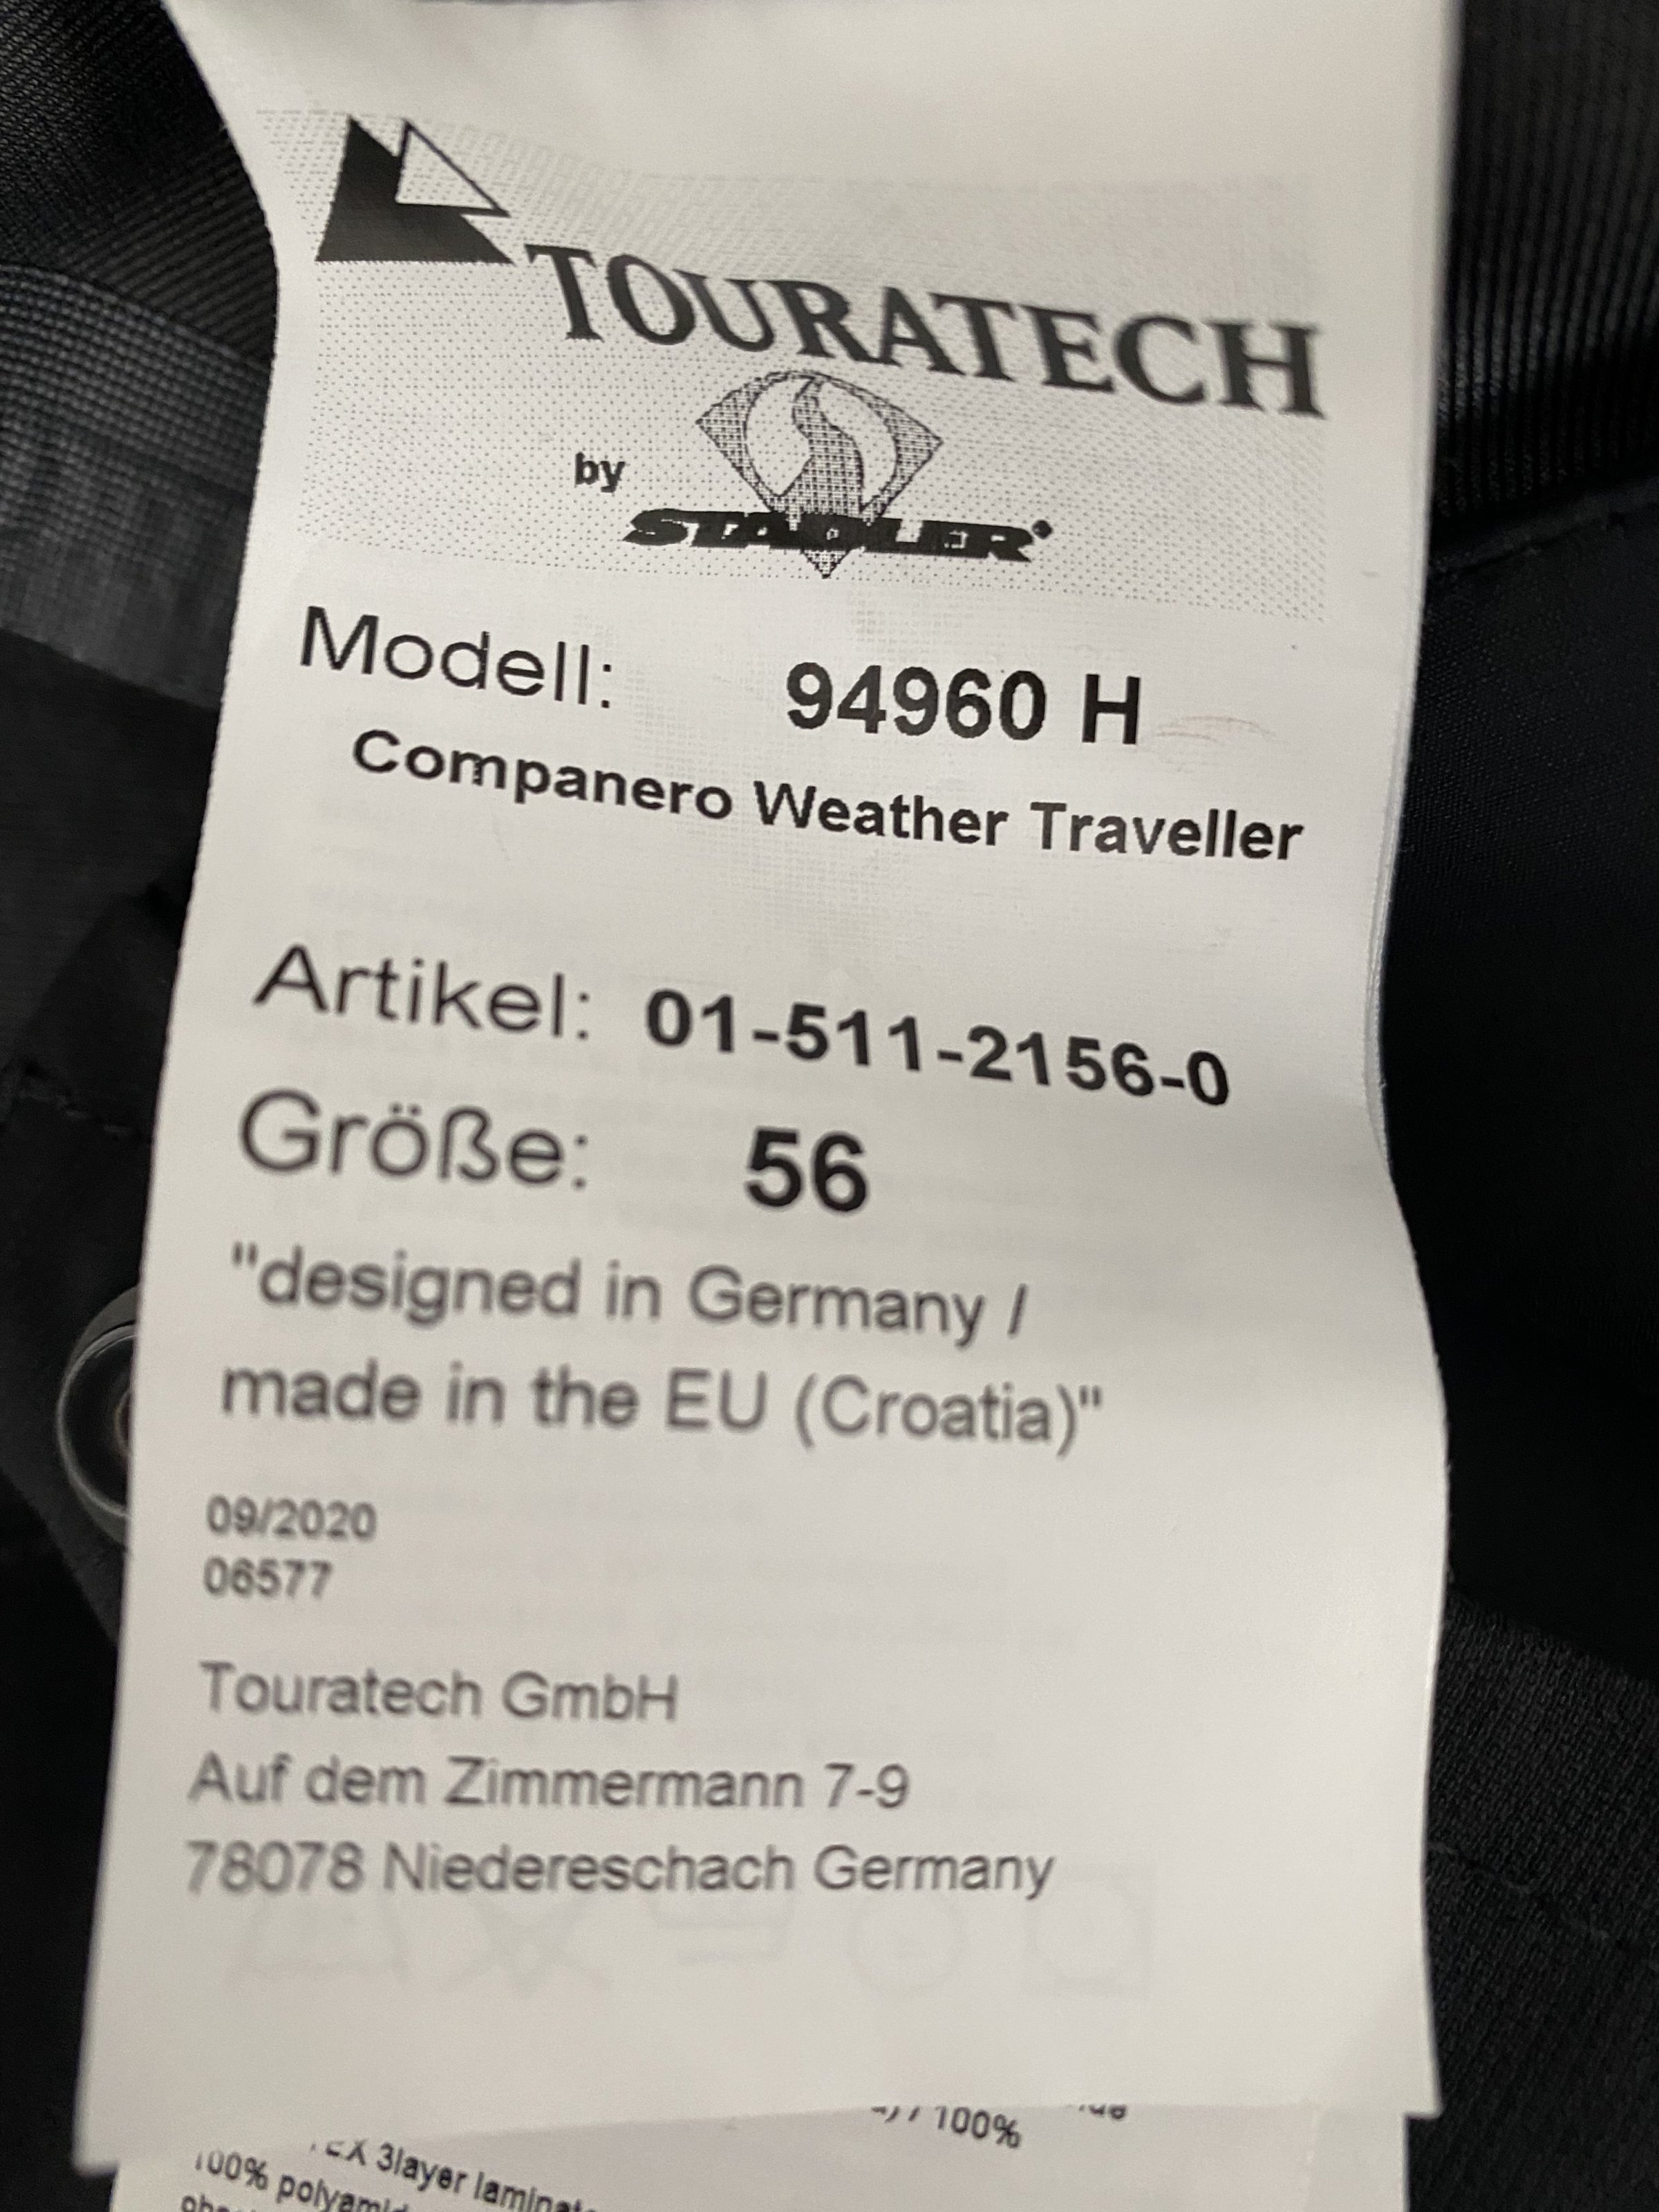 TOURATECH
by
STADLER
Modell: 94960 H
Companero Weather Traveller
Artikel: 01-511-2156-0
Größe: 56
"designed in Germany /
made in the EU (Croatia)"
09/2020
06577
Touratech GmbH
Auf dem Zimmermann 7-9
78078 Niedereschach Germany
/ 100%
3layer
100%